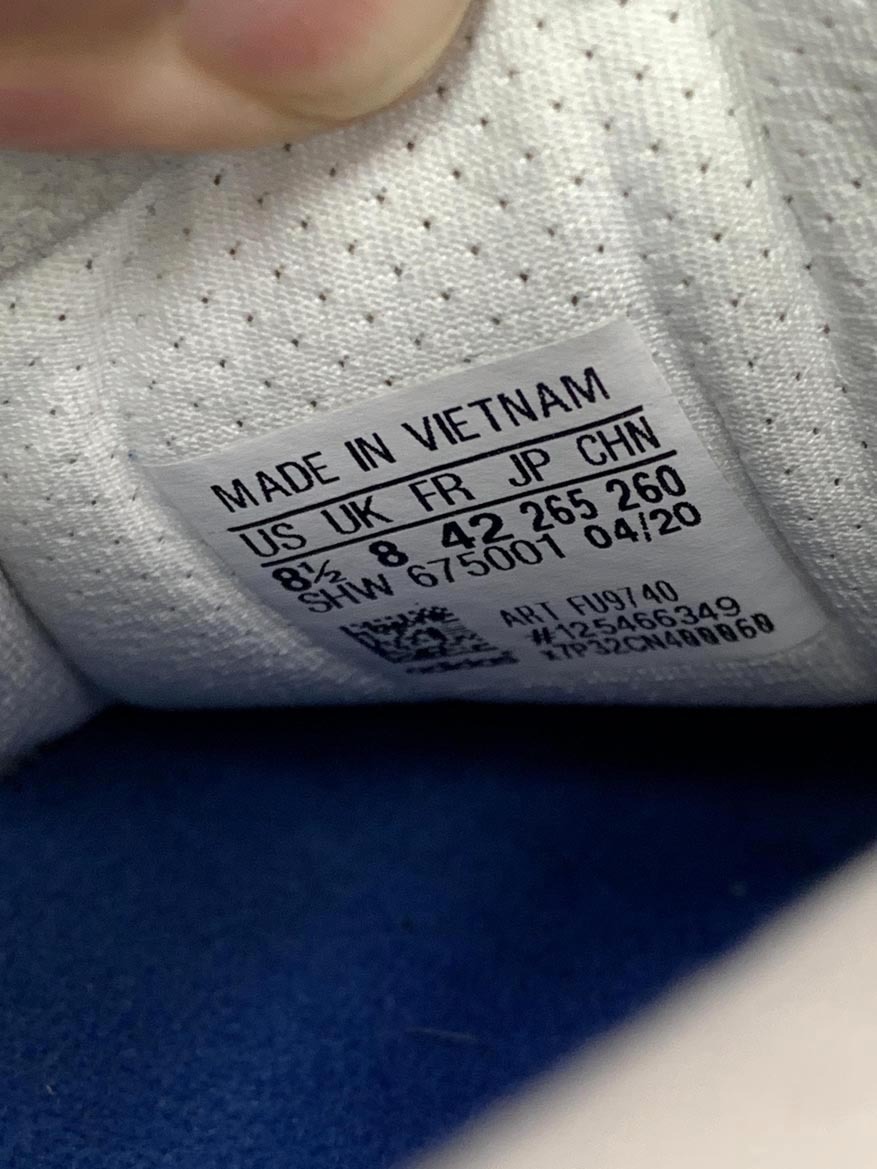 MADE IN VIETNAM
US UK FR JP CHN
8½ 8 42 265 260
SHW 675001 04/20
ART FU9740
#125466349
adidas